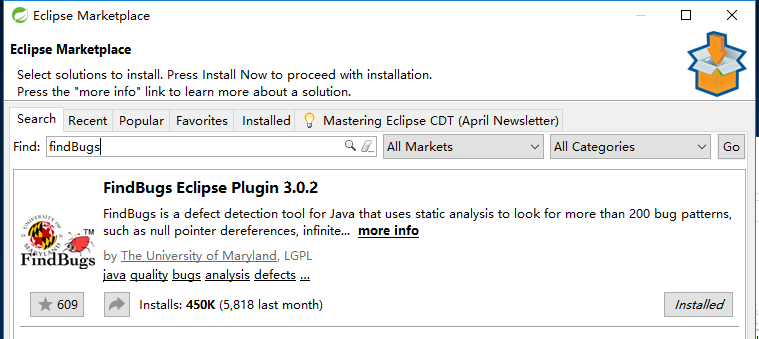 Eclipse Marketplace
Eclipse Marketplace
Select solutions to install. Press Install Now to proceed with installation.
Press the "more info" link to learn more about a solution.
Search Recent Popular Favorites Installed Mastering Eclipse CDT (April Newsletter)
Find: findBugs All Markets All Categories Go
FindBugs Eclipse Plugin 3.0.2
FindBugs is a defect detection tool for Java that uses static analysis to look for more than 200 bug patterns,
such as null pointer dereferences, infinite... more info
UNIVERSITY OF
MARYLAND
TM
FindBugs
by The University of Maryland, LGPL
java quality bugs analysis defects ...
609 Installs: 450K (5,818 last month) Installed